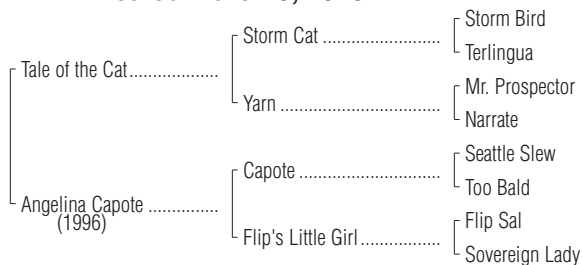 Storm Bird
Storm Cat
Terlingua
Tale of the Cat
Mr. Prospector
Yarn
Narrate
Seattle Slew
Capote
Too Bald
Angelina Capote
(1996)
Flip Sal
Flip's Little Girl
Sovereign Lady